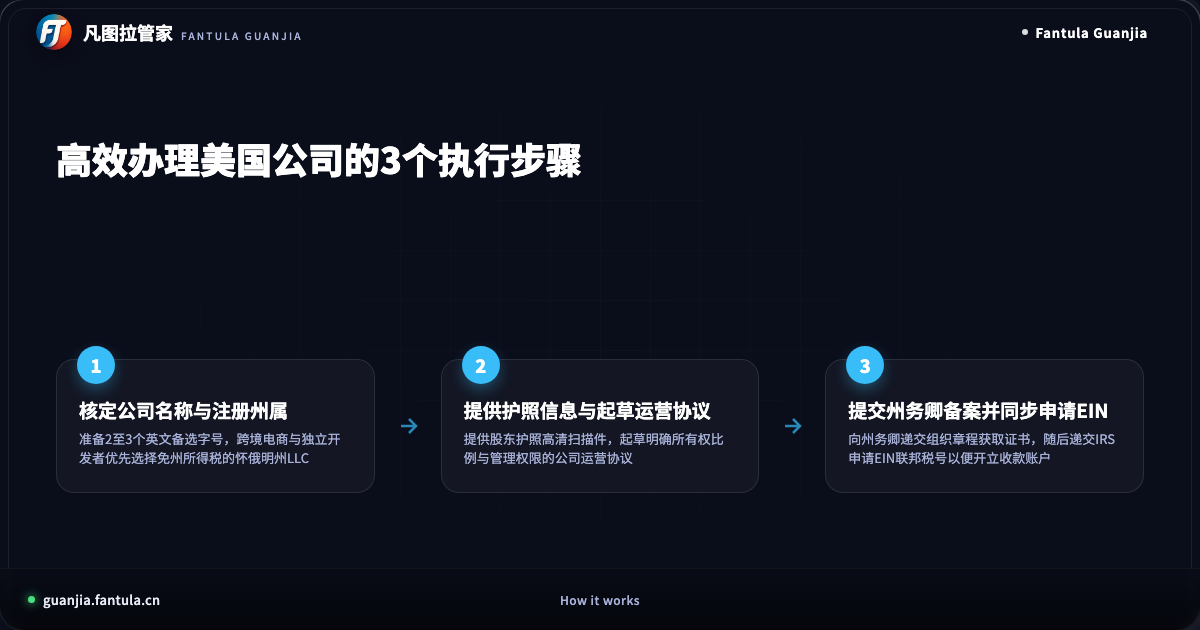 FT 凡图拉管家 FANTULA GUANJIA
Fantula Guanjia
高效办理美国公司的3个执行步骤
1
核定公司名称与注册州属
准备2至3个英文备选字号，跨境电商与独立开
发者优先选择免州所得税的怀俄明州LLC
2
提供护照信息与起草运营协议
提供股东护照高清扫描件，起草明确所有权比
例与管理权限的公司运营协议
3
提交州务卿备案并同步申请EIN
向州务卿递交组织章程获取证书，随后递交IRS
申请EIN联邦税号以便开立收款账户
guanjia.fantula.cn
How it works